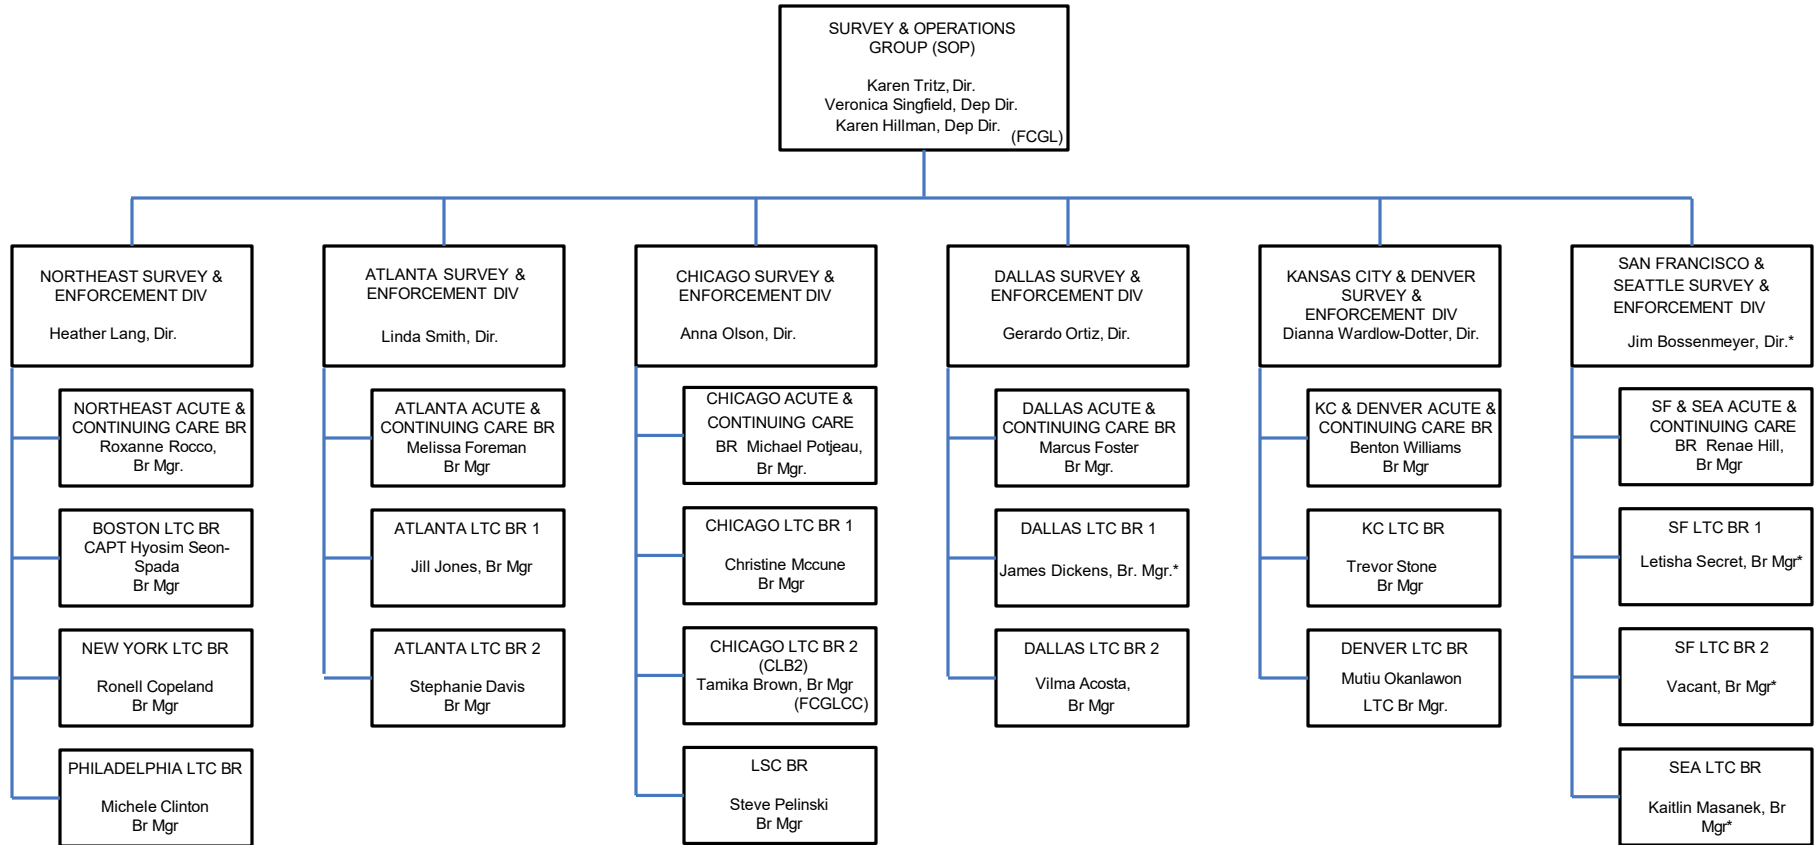 SURVEY & OPERATIONS
GROUP (SOP)
Karen Tritz, Dir.
Veronica Singfield, Dep Dir.
Karen Hillman, Dep Dir.
(FCGL)
NORTHEAST SURVEY &
ENFORCEMENT DIV
Heather Lang, Dir.
NORTHEAST ACUTE &
CONTINUING CARE BR
Roxanne Rocco,
Br Mgr.
BOSTON LTC BR
CAPT Hyosim Seon-
Spada
Br Mgr
NEW YORK LTC BR
Ronell Copeland
Br Mgr
PHILADELPHIA LTC BR
Michele Clinton
Br Mgr
ATLANTA SURVEY &
ENFORCEMENT DIV
Linda Smith, Dir.
ATLANTA ACUTE &
CONTINUING CARE BR
Melissa Foreman
Br Mgr
ATLANTA LTC BR 1
Jill Jones, Br Mgr
ATLANTA LTC BR 2
Stephanie Davis
Br Mgr
CHICAGO SURVEY &
ENFORCEMENT DIV
Anna Olson, Dir.
CHICAGO ACUTE &
CONTINUING CARE
BR Michael Potjeau,
Br Mgr.
CHICAGO LTC BR 1
Christine Mccune
Br Mgr
CHICAGO LTC BR 2
(CLB2)
Tamika Brown, Br Mgr
(FCGLCC)
LSC BR
Steve Pelinski
Br Mgr
DALLAS SURVEY &
ENFORCEMENT DIV
Gerardo Ortiz, Dir.
DALLAS ACUTE &
CONTINUING CARE BR
Marcus Foster
Br Mgr.
DALLAS LTC BR 1
James Dickens, Br. Mgr.*
DALLAS LTC BR 2
Vilma Acosta,
Br Mgr
KANSAS CITY & DENVER
SURVEY &
ENFORCEMENT DIV
Dianna Wardlow-Dotter, Dir.
KC & DENVER ACUTE &
CONTINUING CARE BR
Benton Williams
Br Mgr
KC LTC BR
Trevor Stone
Br Mgr
DENVER LTC BR
Mutiu Okanlawon
LTC Br Mgr.
SAN FRANCISCO &
SEATTLE SURVEY &
ENFORCEMENT DIV
Jim Bossenmeyer, Dir.*
SF & SEA ACUTE &
CONTINUING CARE
BR Renae Hill,
Br Mgr
SF LTC BR 1
Letisha Secret, Br Mgr*
SF LTC BR 2
Vacant, Br Mgr*
SEA LTC BR
Kaitlin Masanek, Br
Mgr*